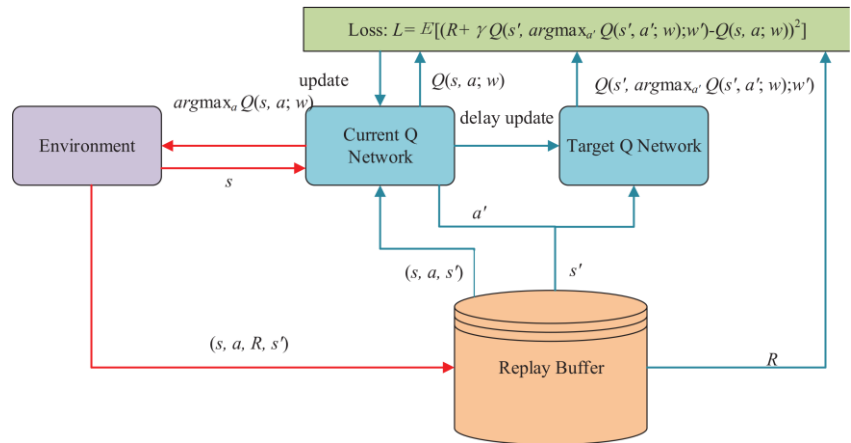 Loss: L= E[(R+ γ Q(s′, argmaxₐ′ Q(s′, a′; w);w′)-Q(s, a; w))²]
update
Q(s, a; w)
Q(s′, argmaxₐ′ Q(s′, a′; w);w′)
argmaxₐ Q(s, a; w)
Environment
Current Q
Network
delay update
Target Q Network
s
a′
(s, a, s′)
s′
(s, a, R, s′)
Replay Buffer
R